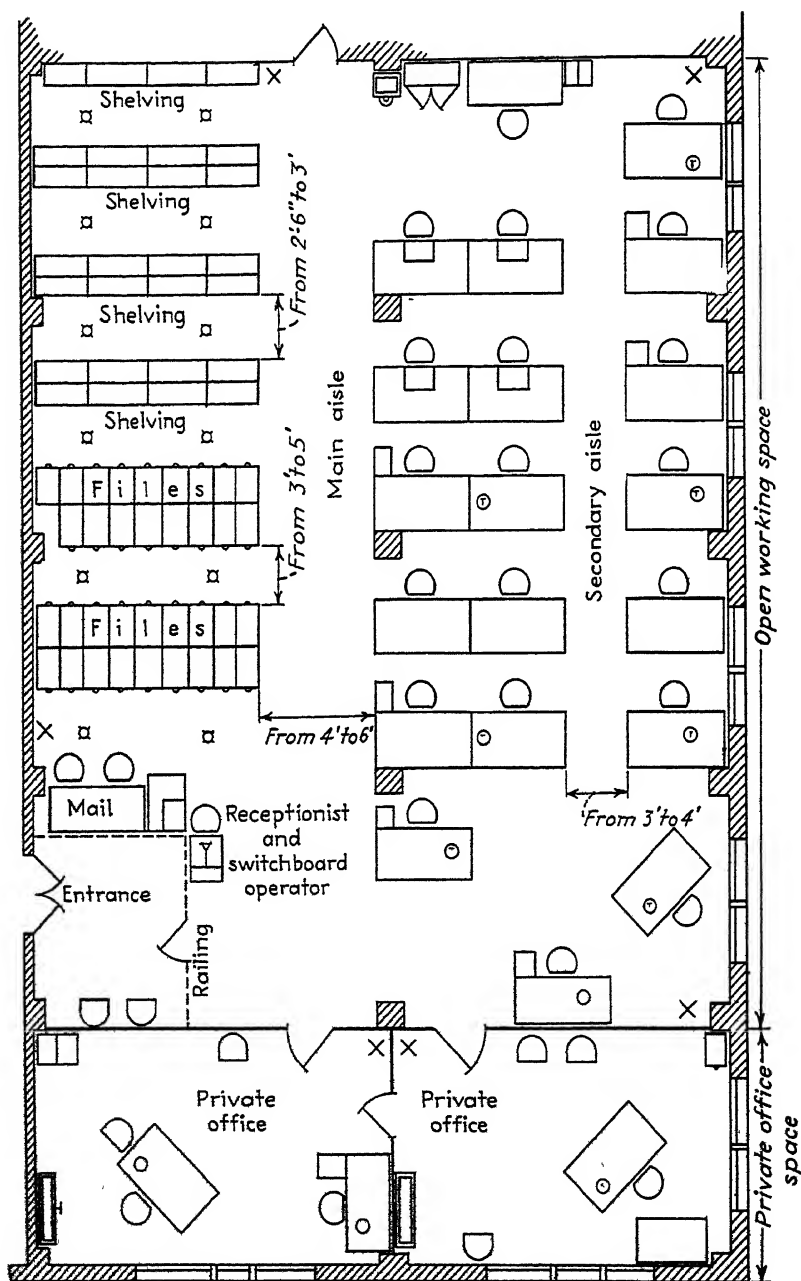 Shelving
Shelving
Shelving
Shelving
From 2'6" to 3'
Files
From 3' to 5'
Files
Main aisle
Secondary aisle
Open working space
From 4' to 6'
From 3' to 4'
Mail
Receptionist
and
switchboard
operator
Entrance
Railing
Private
office
Private
office
Private office
space